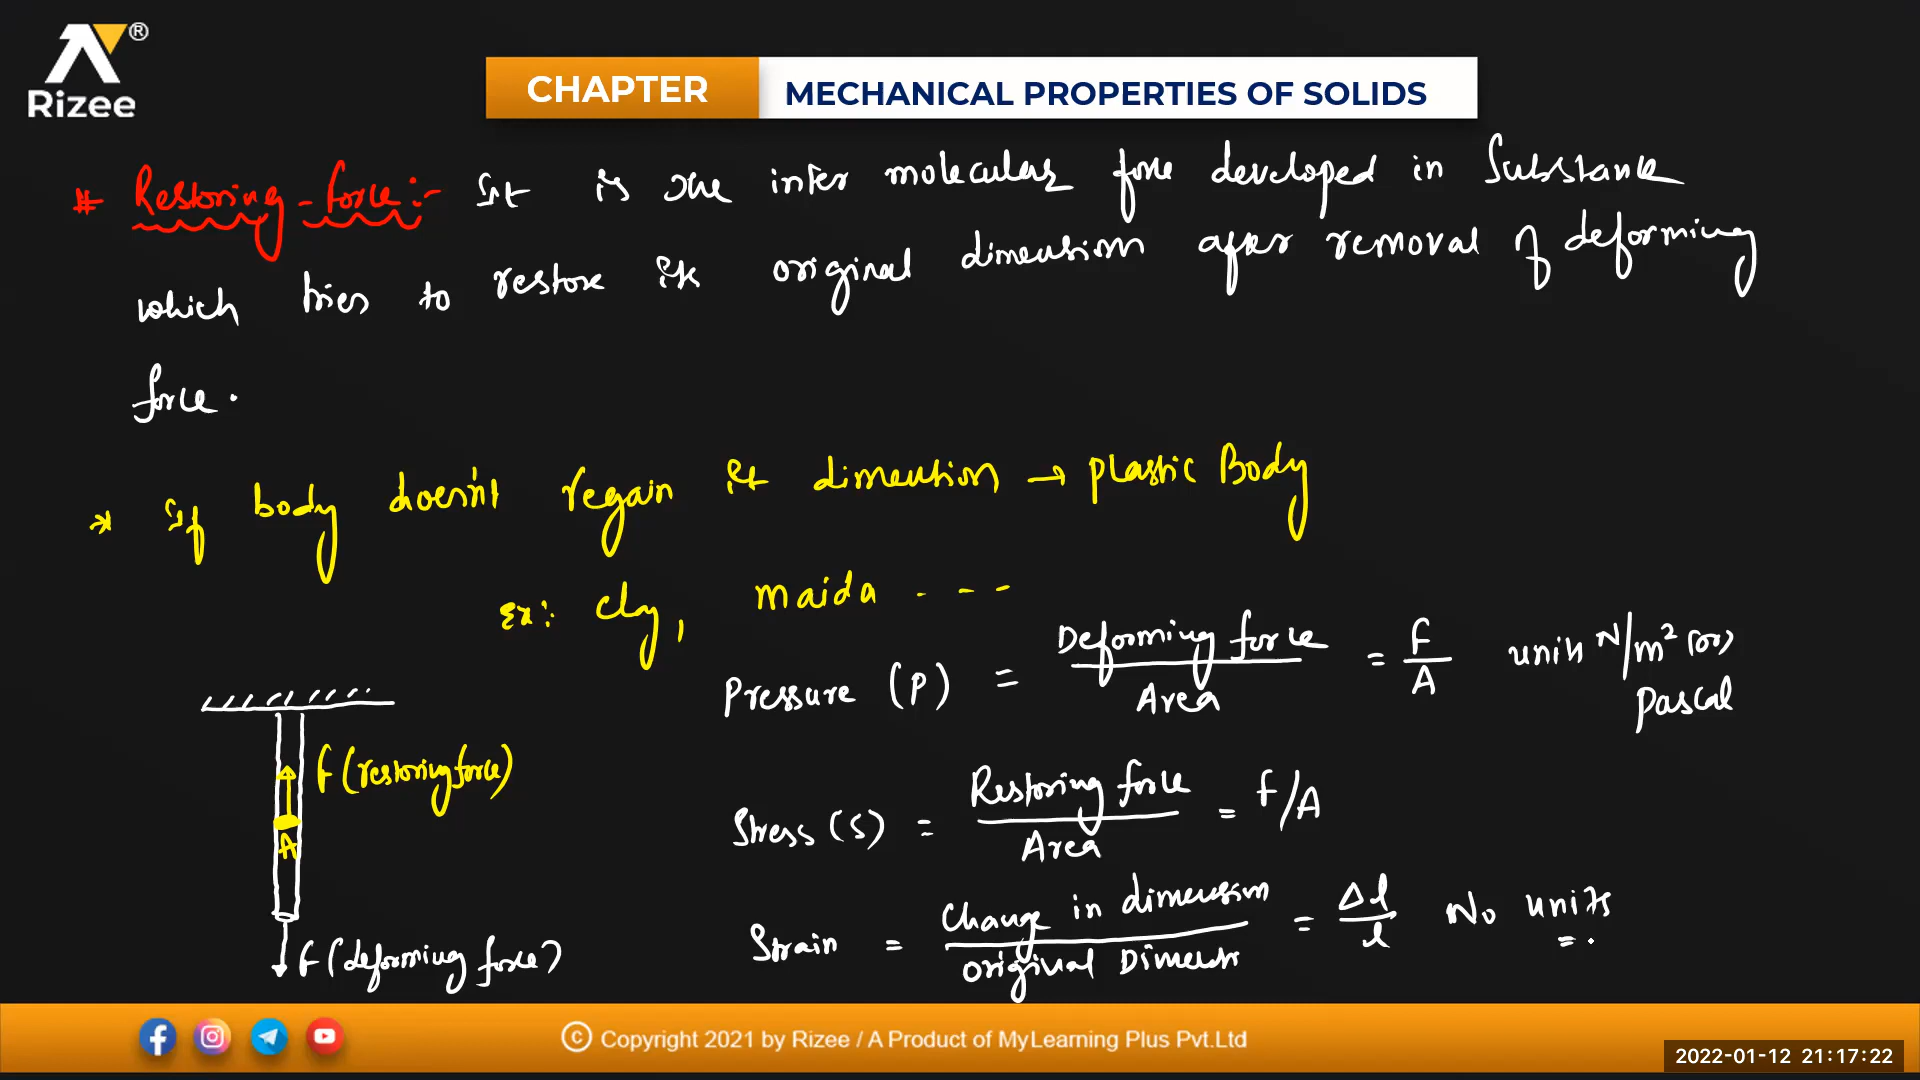 Rizee
®
CHAPTER MECHANICAL PROPERTIES OF SOLIDS
# Restoring-force:- It is the inter molecular force developed in Substance
which tries to restore its original dimension after removal of deforming
force.
* If body doesn't regain it dimention → plastic Body
Ex: Clay, maida ----
Pressure (P) = Deforming force / Area = F / A units N/m² (or)
pascal
F (restoring force)
A
Stress (S) = Restoring force / Area = F/A
Strain = Change in dimension / original Dimension = Δl / l No units
F (deforming force)
© Copyright 2021 by Rizee / A Product of MyLearning Plus Pvt.Ltd
2022-01-12 21:17:22